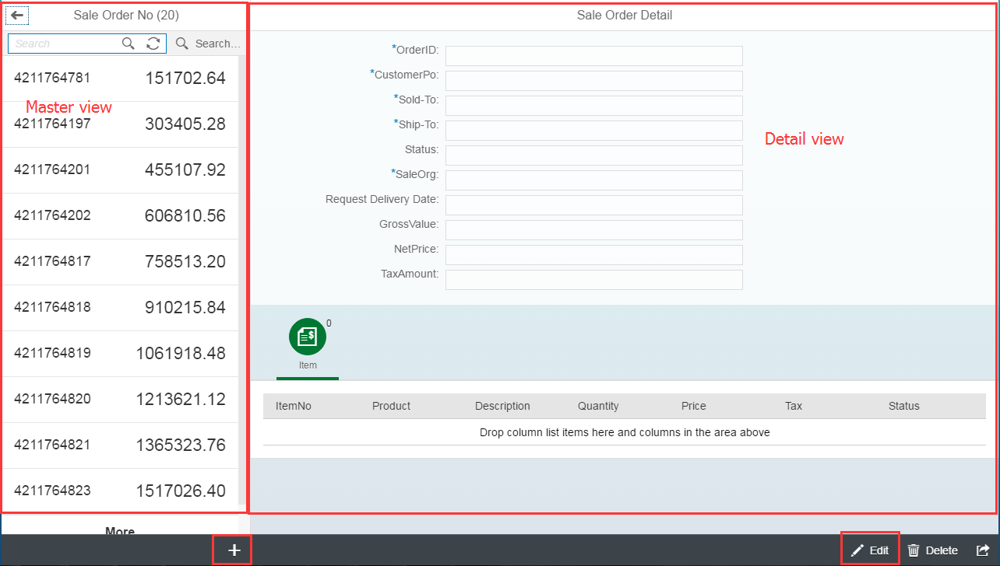 Sale Order No (20)
Sale Order Detail
Search
Search...
4211764781 151702.64
Master view
4211764197 303405.28
4211764201 455107.92
4211764202 606810.56
4211764817 758513.20
4211764818 910215.84
4211764819 1061918.48
4211764820 1213621.12
4211764821 1365323.76
4211764823 1517026.40
More
*OrderID:
*CustomerPo:
*Sold-To:
*Ship-To:
Detail view
Status:
*SaleOrg:
Request Delivery Date:
GrossValue:
NetPrice:
TaxAmount:
0
Item
ItemNo Product Description Quantity Price Tax Status
Drop column list items here and columns in the area above
+ Edit Delete